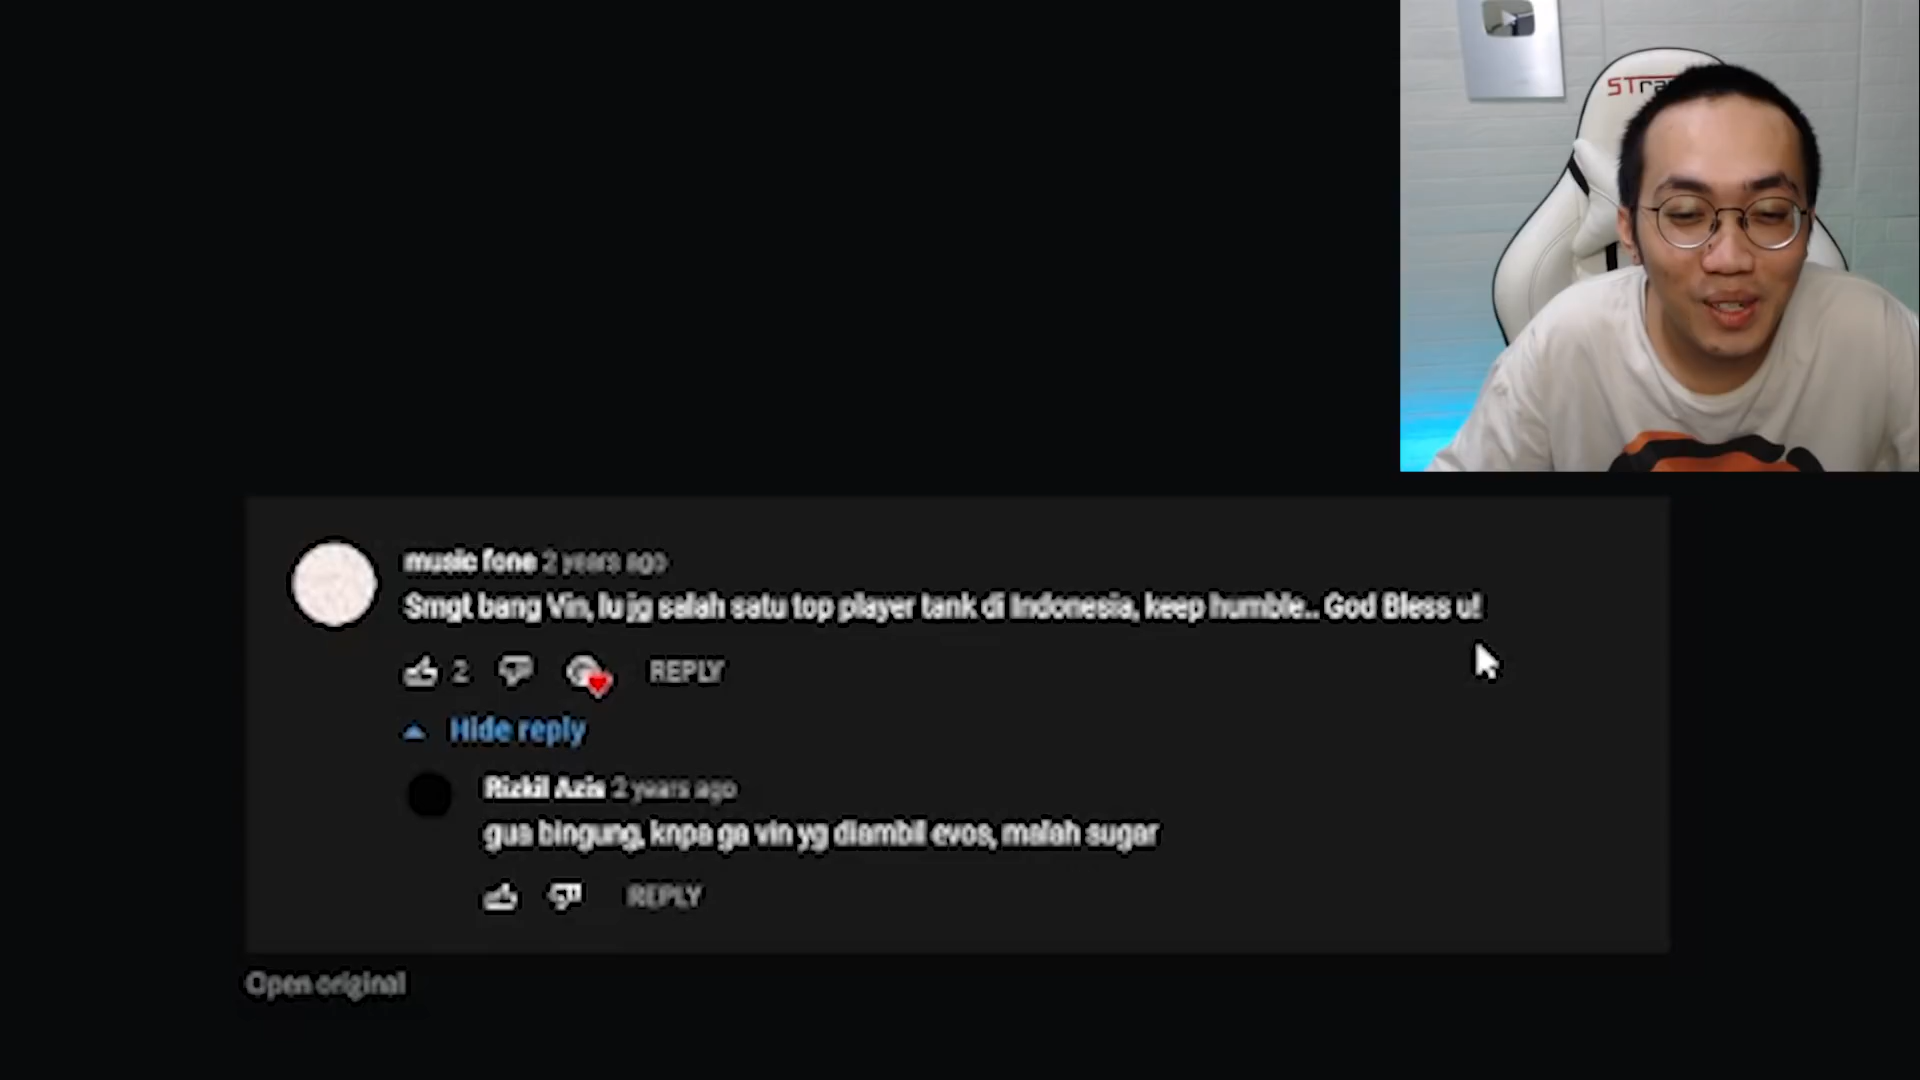 STra
music fone 2 years ago
Smgt bang Vin, lu jg salah satu top player tank di Indonesia, keep humble.. God Bless u!
2 REPLY
Hide reply
Rizkil Azis 2 years ago
gua bingung, knpa ga vin yg diambil evos, malah sugar
REPLY
Open original